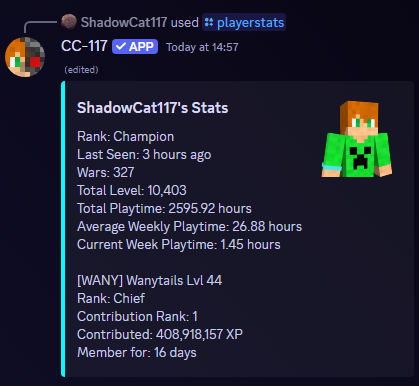 ShadowCat117 used playerstats
CC-117 APP Today at 14:57
(edited)
ShadowCat117's Stats
Rank: Champion
Last Seen: 3 hours ago
Wars: 327
Total Level: 10,403
Total Playtime: 2595.92 hours
Average Weekly Playtime: 26.88 hours
Current Week Playtime: 1.45 hours
[WANY] Wanytails Lvl 44
Rank: Chief
Contribution Rank: 1
Contributed: 408,918,157 XP
Member for: 16 days